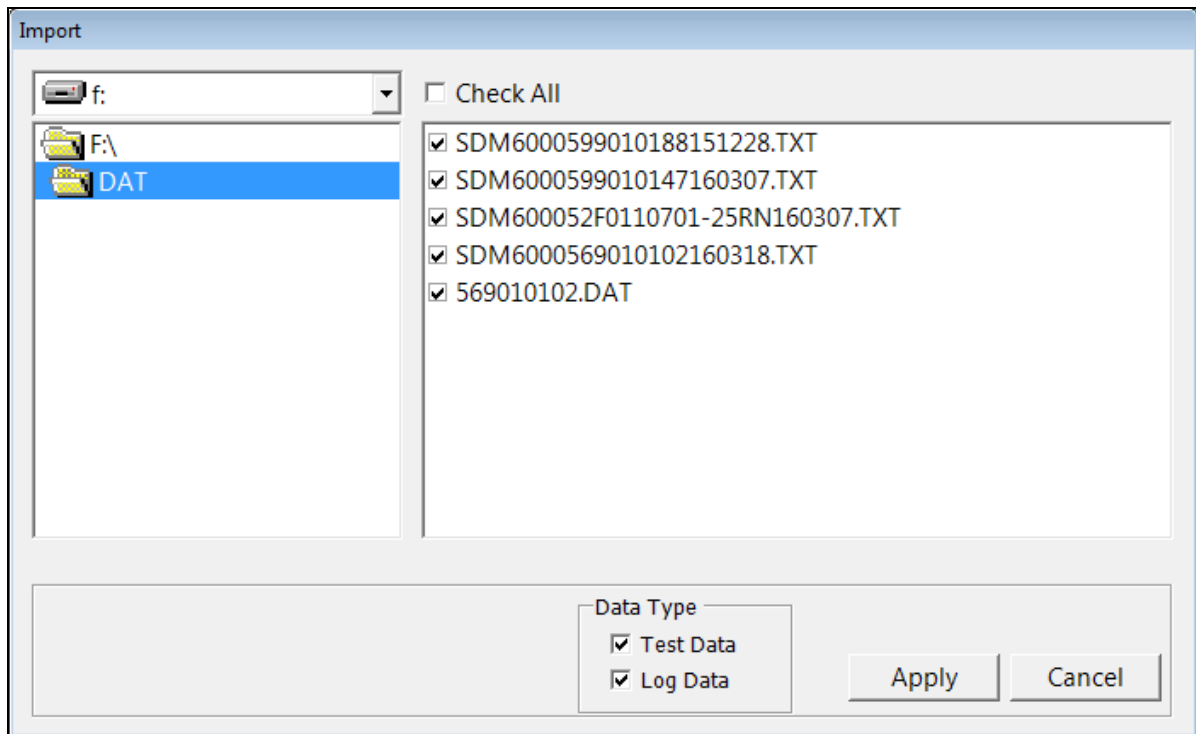 Import
f:
Check All
F:\
DAT
SDM6000599010188151228.TXT
SDM6000599010147160307.TXT
SDM600052F0110701-25RN160307.TXT
SDM6000569010102160318.TXT
569010102.DAT
Data Type
Test Data
Log Data
Apply
Cancel